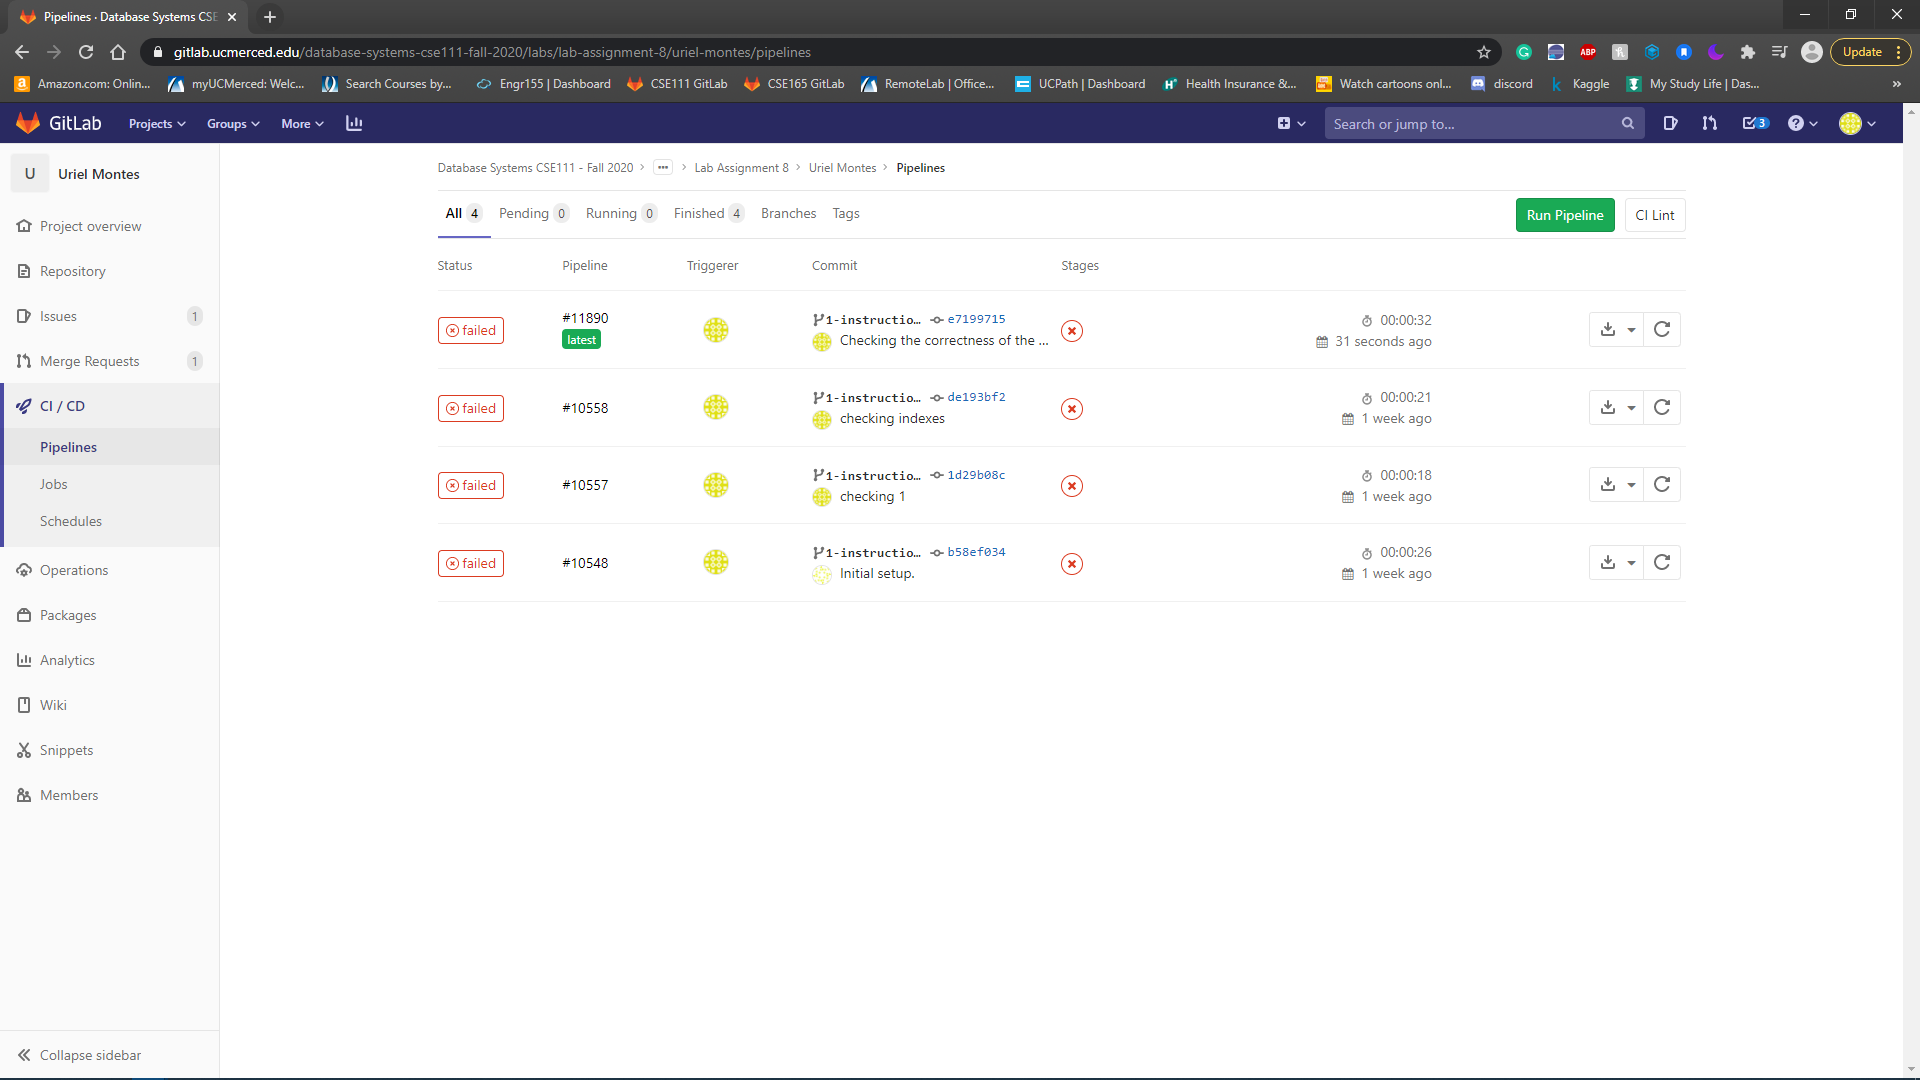 Pipelines · Database Systems CSE
gitlab.ucmerced.edu/database-systems-cse111-fall-2020/labs/lab-assignment-8/uriel-montes/pipelines
ABP
Update
Amazon.com: Onlin...
myUCMerced: Welc...
Search Courses by...
Engr155 | Dashboard
CSE111 GitLab
CSE165 GitLab
RemoteLab | Office...
UCPath | Dashboard
Health Insurance &...
Watch cartoons onl...
discord
Kaggle
My Study Life | Das...
»
GitLab
Projects
Groups
More
Search or jump to...
3
U
Uriel Montes
Project overview
Repository
Issues 1
Merge Requests 1
CI / CD
Pipelines
Jobs
Schedules
Operations
Packages
Analytics
Wiki
Snippets
Members
Collapse sidebar
Database Systems CSE111 - Fall 2020 > ... > Lab Assignment 8 > Uriel Montes > Pipelines
All 4 Pending 0 Running 0 Finished 4 Branches Tags
Run Pipeline
CI Lint
Status Pipeline Triggerer Commit Stages
failed
#11890
latest
1-instructio... e7199715
Checking the correctness of the ...
00:00:32
31 seconds ago
failed
#10558
1-instructio... de193bf2
checking indexes
00:00:21
1 week ago
failed
#10557
1-instructio... 1d29b08c
checking 1
00:00:18
1 week ago
failed
#10548
1-instructio... b58ef034
Initial setup.
00:00:26
1 week ago